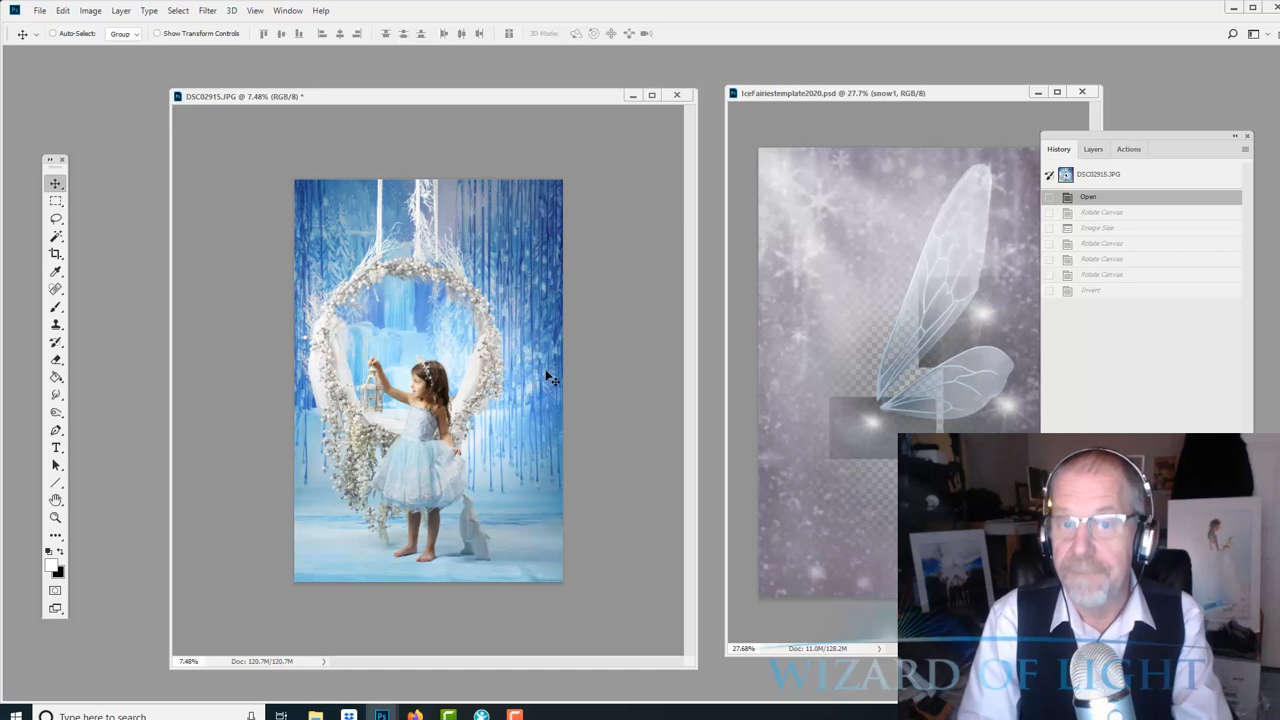 File Edit Image Layer Type Select Filter 3D View Window Help
Auto-Select: Group Show Transform Controls 3D Mode:
DSC02915.JPG @ 7.48% (RGB/8) *
IceFairiestemplate2020.psd @ 27.7% (snow1, RGB/8)
History Layers Actions
DSC02915.JPG
Open
Rotate Canvas
Image Size
Rotate Canvas
Rotate Canvas
Rotate Canvas
Invert
7.48% Doc: 120.7M/120.7M
27.68% Doc: 11.0M/128.2M
WIZARD OF LIGHT
Type here to search